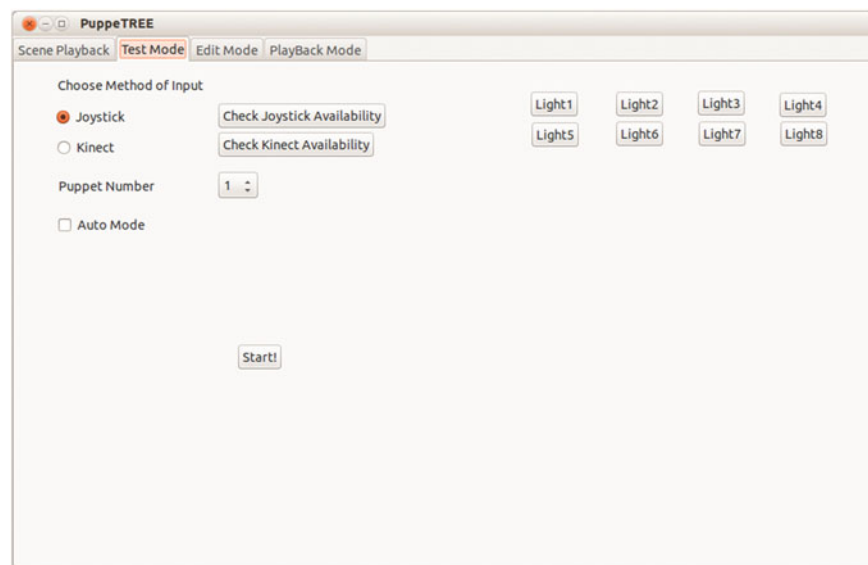 PuppeTREE
Scene Playback Test Mode Edit Mode PlayBack Mode
Choose Method of Input
Joystick Check Joystick Availability Light1 Light2 Light3 Light4
Kinect Check Kinect Availability Light5 Light6 Light7 Light8
Puppet Number 1
Auto Mode
Start!